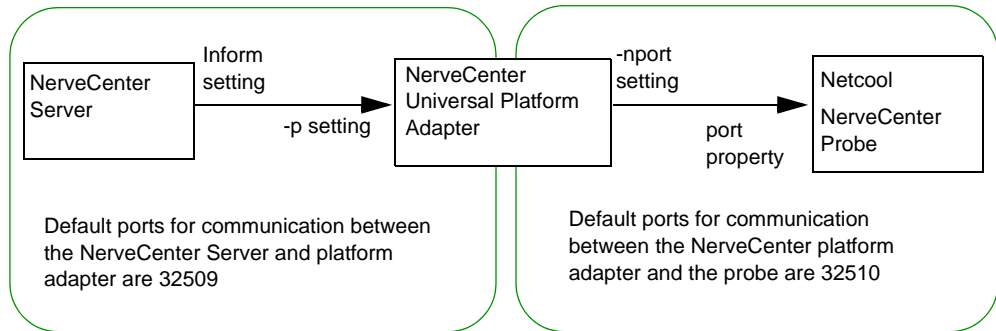 NerveCenter
Server
Inform
setting
-p setting
NerveCenter
Universal Platform
Adapter
-nport
setting
port
property
Netcool
NerveCenter
Probe
Default ports for communication between
the NerveCenter Server and platform
adapter are 32509
Default ports for communication
between the NerveCenter platform
adapter and the probe are 32510